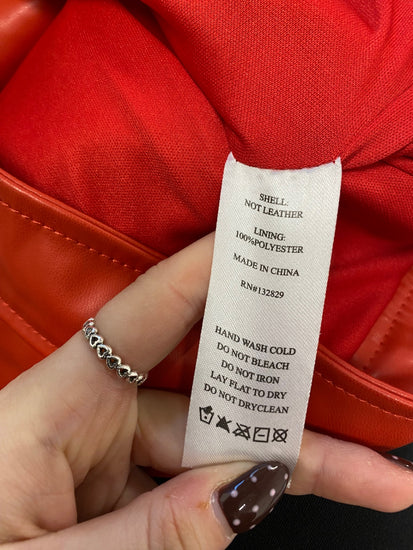 SHELL:
NOT LEATHER
LINING:
100%POLYESTER
MADE IN CHINA
RN#132829
HAND WASH COLD
DO NOT BLEACH
DO NOT IRON
LAY FLAT TO DRY
DO NOT DRYCLEAN